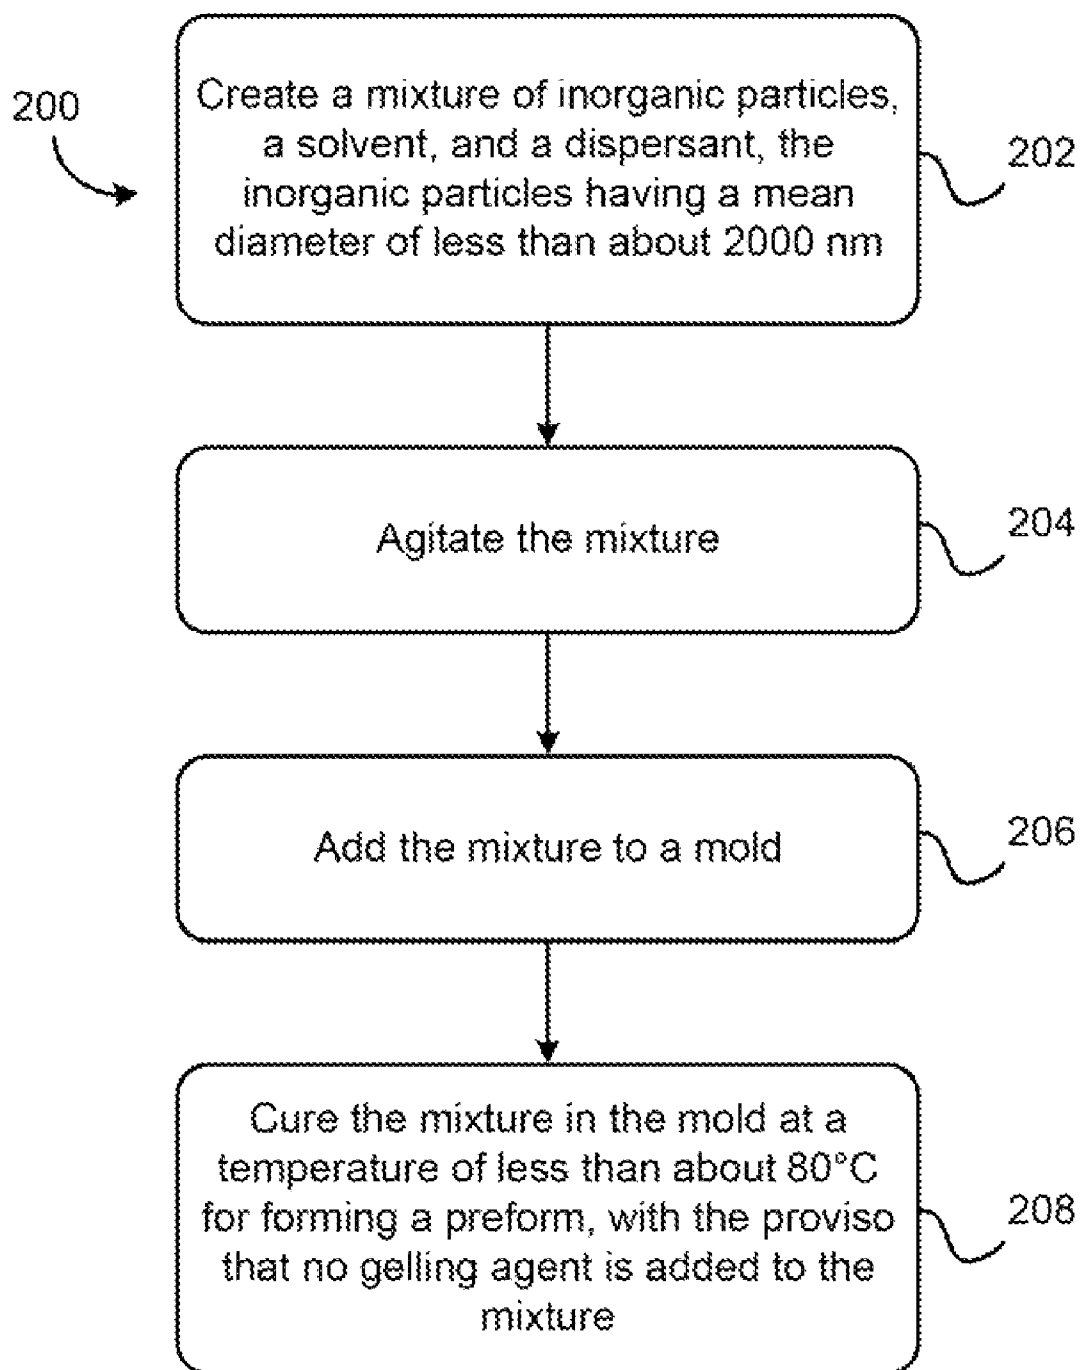 200
Create a mixture of inorganic particles,
a solvent, and a dispersant, the
inorganic particles having a mean
diameter of less than about 2000 nm
202
Agitate the mixture
204
Add the mixture to a mold
206
Cure the mixture in the mold at a
temperature of less than about 80°C
for forming a preform, with the proviso
that no gelling agent is added to the
mixture
208